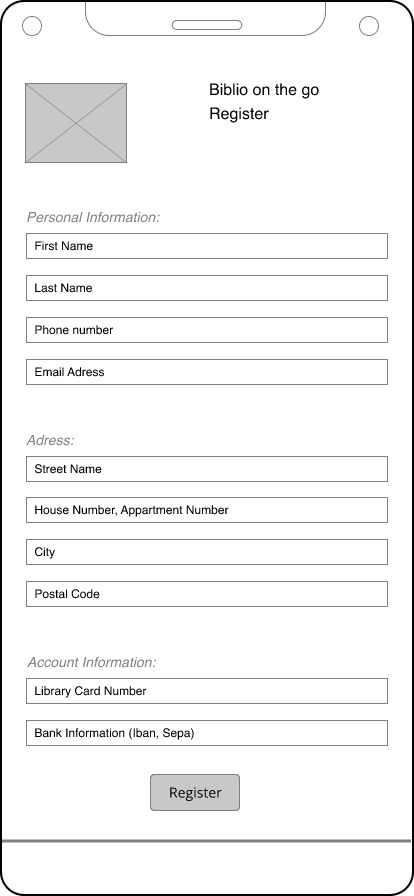 Biblio on the go
Register
Personal Information:
First Name
Last Name
Phone number
Email Adress
Adress:
Street Name
House Number, Appartment Number
City
Postal Code
Account Information:
Library Card Number
Bank Information (Iban, Sepa)
Register